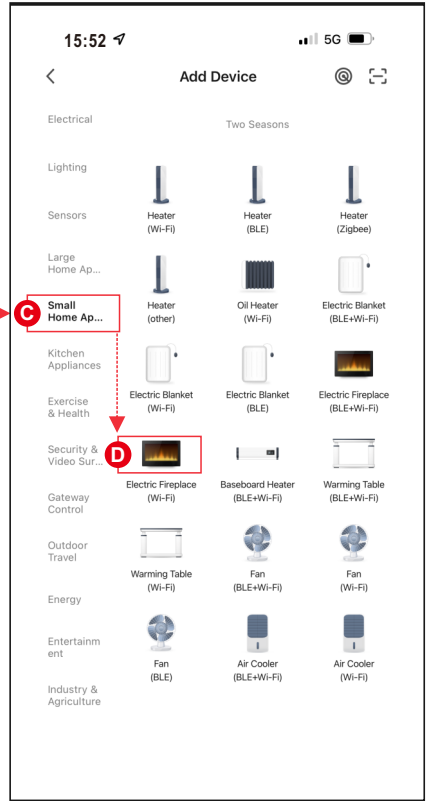 15:52
5G
Add Device
Electrical
Lighting
Sensors
Large
Home Ap...
Small
Home Ap...
Kitchen
Appliances
Exercise
& Health
Security &
Video Sur...
Gateway
Control
Outdoor
Travel
Energy
Entertainm
ent
Industry &
Agriculture
C
D
Two Seasons
Heater
(Wi-Fi)
Heater
(BLE)
Heater
(Zigbee)
Heater
(other)
Oil Heater
(Wi-Fi)
Electric Blanket
(BLE+Wi-Fi)
Electric Blanket
(Wi-Fi)
Electric Blanket
(BLE)
Electric Fireplace
(BLE+Wi-Fi)
Electric Fireplace
(Wi-Fi)
Baseboard Heater
(BLE+Wi-Fi)
Warming Table
(BLE+Wi-Fi)
Warming Table
(Wi-Fi)
Fan
(BLE+Wi-Fi)
Fan
(Wi-Fi)
Fan
(BLE)
Air Cooler
(BLE+Wi-Fi)
Air Cooler
(Wi-Fi)